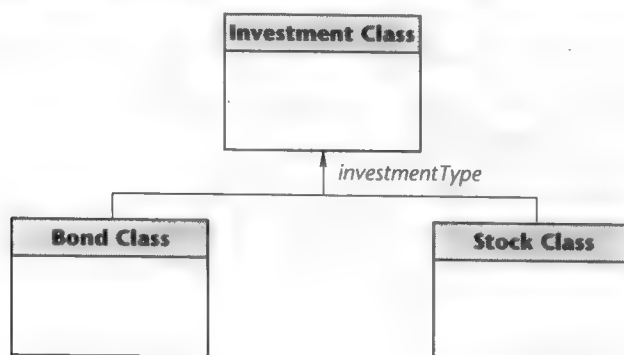 Investment Class
investmentType
Bond Class
Stock Class